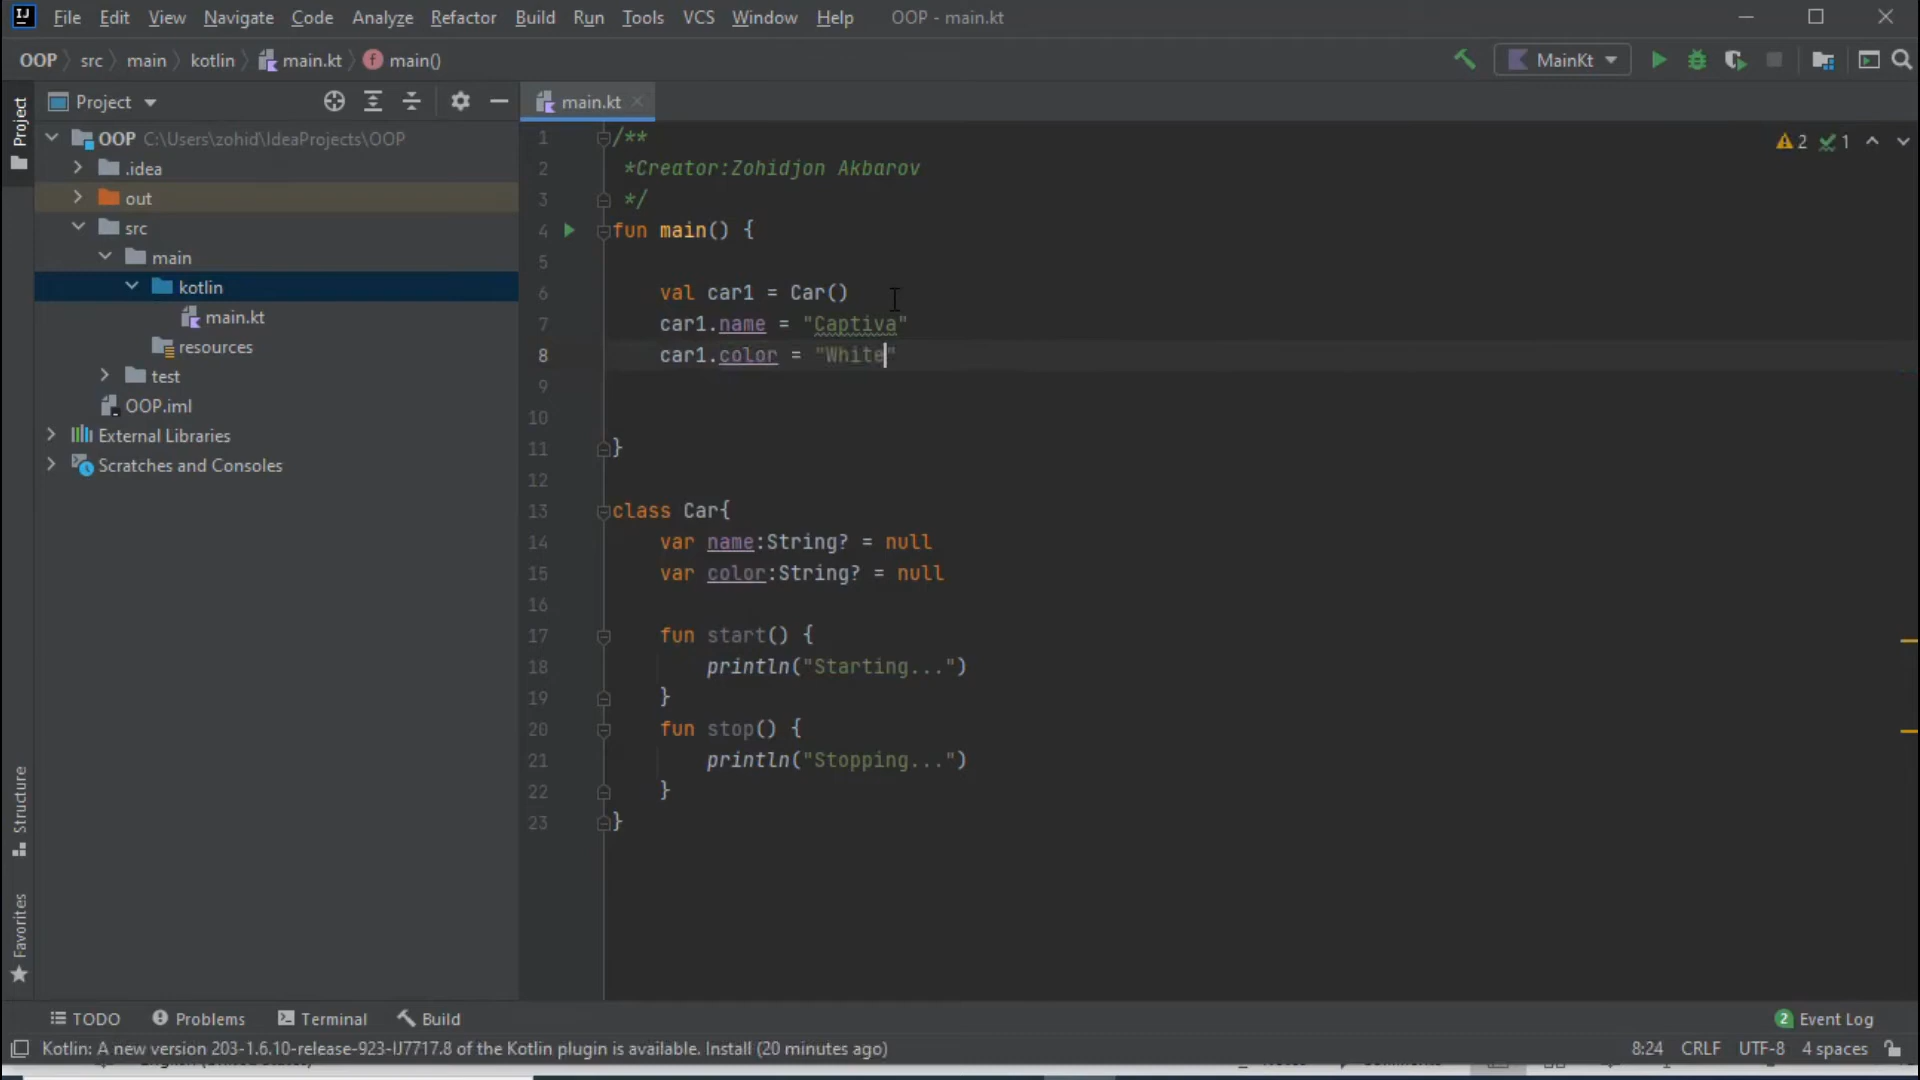 File Edit View Navigate Code Analyze Refactor Build Run Tools VCS Window Help OOP - main.kt
OOP src main kotlin main.kt main() MainKt
Project main.kt
OOP C:\Users\zohid\IdeaProjects\OOP
.idea
out
src
main
kotlin
main.kt
resources
test
OOP.iml
External Libraries
Scratches and Consoles
Project
Structure
Favorites
2 1
1 /**
2 *Creator:Zohidjon Akbarov
3 */
4 fun main() {
5
6 val car1 = Car()
7 car1.name = "Captiva"
8 car1.color = "White"
9
10
11 }
12
13 class Car{
14 var name:String? = null
15 var color:String? = null
16
17 fun start() {
18 println("Starting...")
19 }
20 fun stop() {
21 println("Stopping...")
22 }
23 }
TODO Problems Terminal Build 2 Event Log
Kotlin: A new version 203-1.6.10-release-923-IJ7717.8 of the Kotlin plugin is available. Install (20 minutes ago) 8:24 CRLF UTF-8 4 spaces